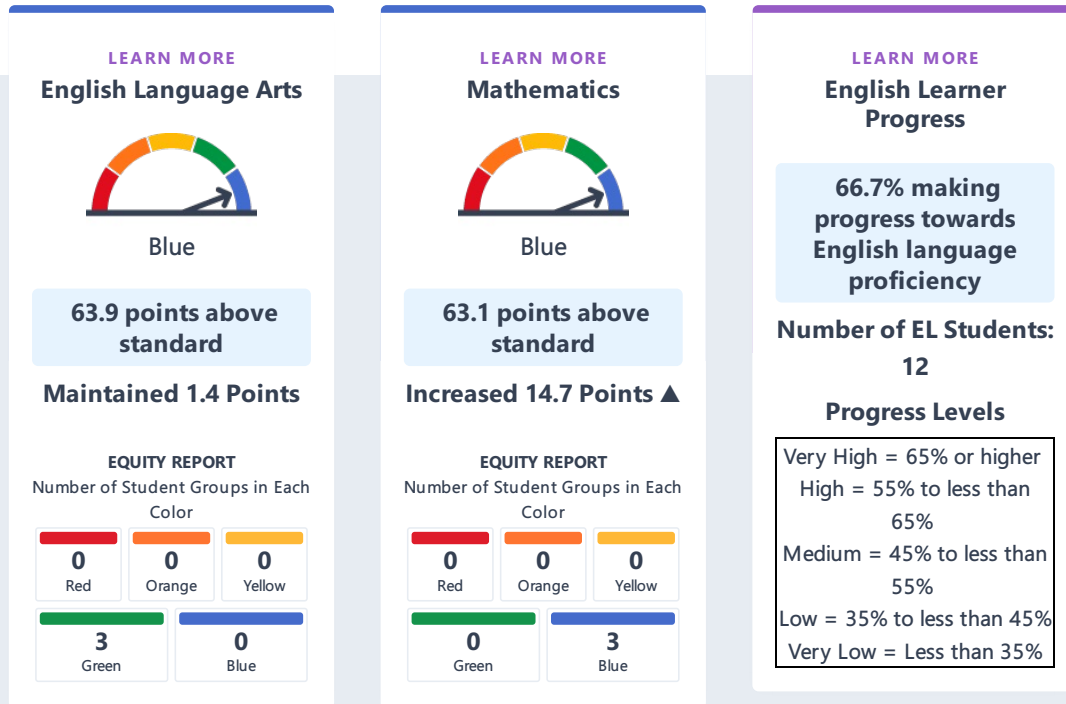 LEARN MORE
English Language Arts
Blue
63.9 points above
standard
Maintained 1.4 Points
EQUITY REPORT
Number of Student Groups in Each
Color
0
Red
0
Orange
0
Yellow
3
Green
0
Blue
LEARN MORE
Mathematics
Blue
63.1 points above
standard
Increased 14.7 Points ▲
EQUITY REPORT
Number of Student Groups in Each
Color
0
Red
0
Orange
0
Yellow
0
Green
3
Blue
LEARN MORE
English Learner
Progress
66.7% making
progress towards
English language
proficiency
Number of EL Students:
12
Progress Levels
Very High = 65% or higher
High = 55% to less than
65%
Medium = 45% to less than
55%
Low = 35% to less than 45%
Very Low = Less than 35%